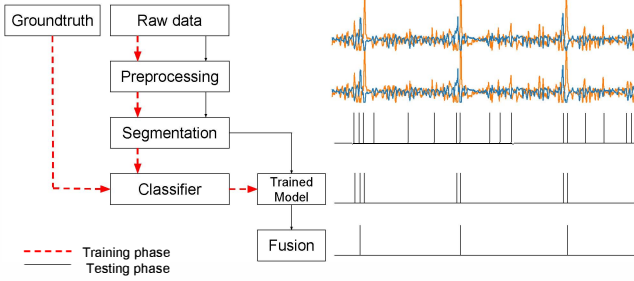 Groundtruth
Raw data
Preprocessing
Segmentation
Classifier
Trained
Model
Fusion
Training phase
Testing phase